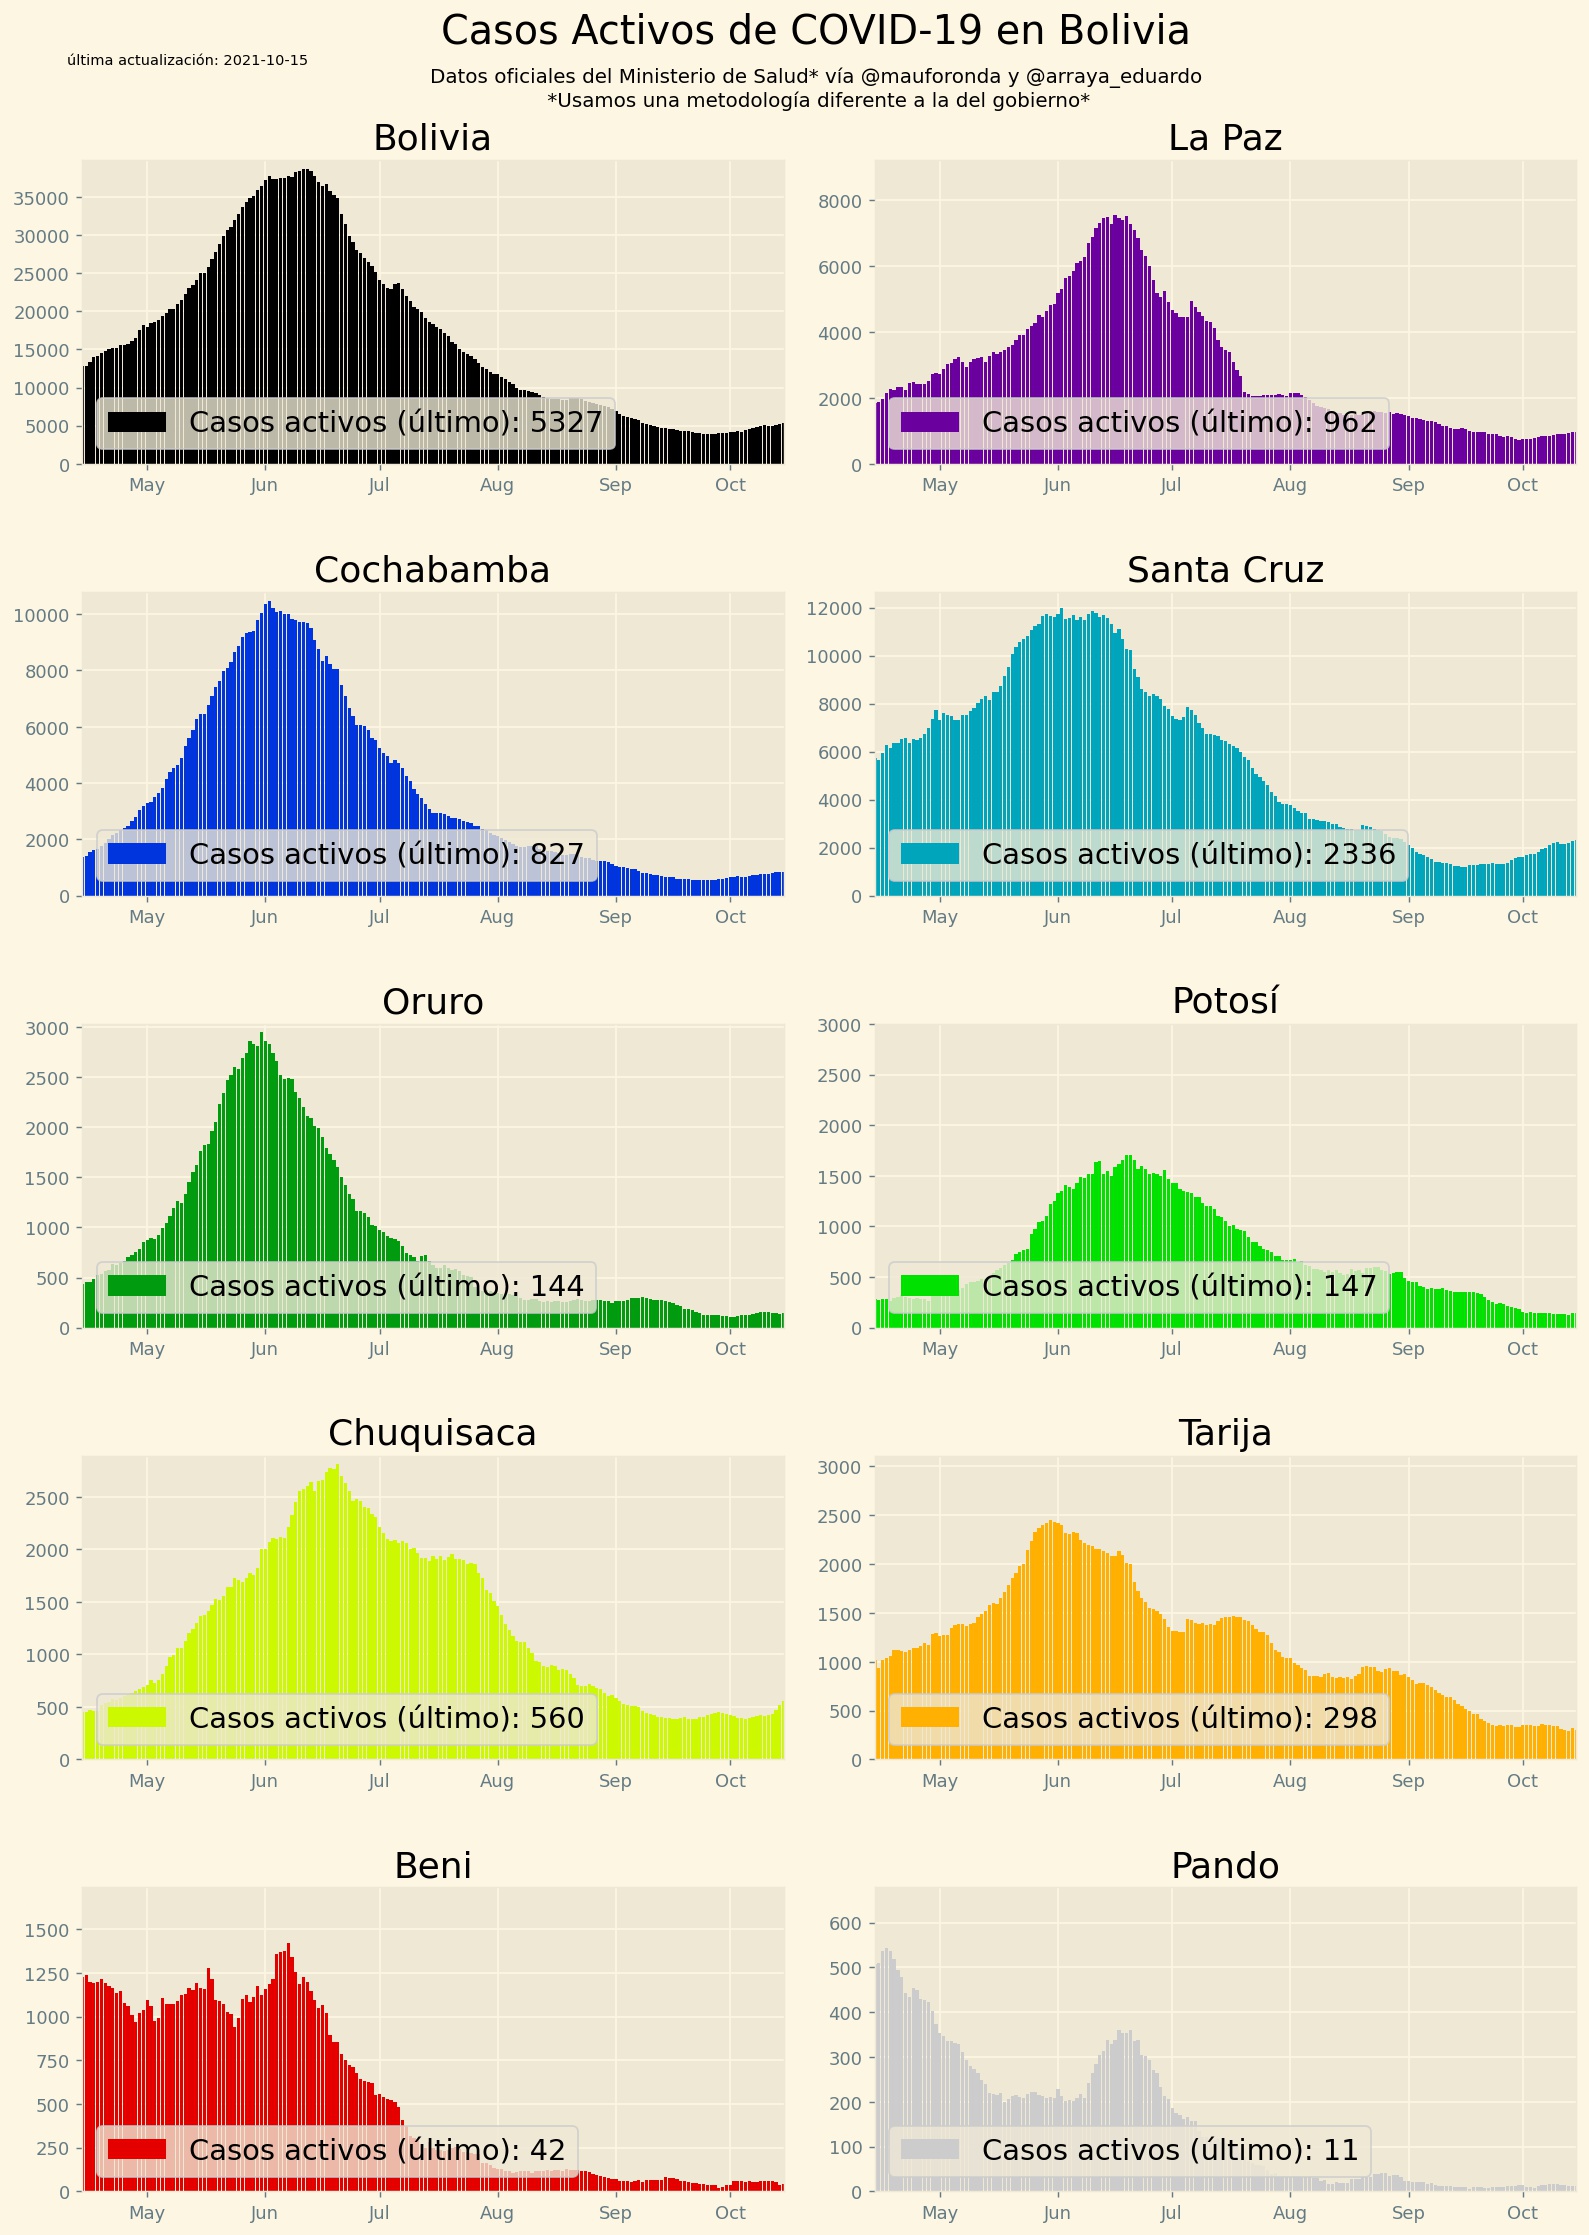 Casos Activos de COVID-19 en Bolivia
última actualización: 2021-10-15
Datos oficiales del Ministerio de Salud* vía @mauforonda y @arraya_eduardo
*Usamos una metodología diferente a la del gobierno*
Bolivia
35000
30000
25000
20000
15000
10000
5000
0
Casos activos (último): 5327
May Jun Jul Aug Sep Oct
La Paz
8000
6000
4000
2000
0
Casos activos (último): 962
May Jun Jul Aug Sep Oct
Cochabamba
10000
8000
6000
4000
2000
0
Casos activos (último): 827
May Jun Jul Aug Sep Oct
Santa Cruz
12000
10000
8000
6000
4000
2000
0
Casos activos (último): 2336
May Jun Jul Aug Sep Oct
Oruro
3000
2500
2000
1500
1000
500
0
Casos activos (último): 144
May Jun Jul Aug Sep Oct
Potosí
3000
2500
2000
1500
1000
500
0
Casos activos (último): 147
May Jun Jul Aug Sep Oct
Chuquisaca
2500
2000
1500
1000
500
0
Casos activos (último): 560
May Jun Jul Aug Sep Oct
Tarija
3000
2500
2000
1500
1000
500
0
Casos activos (último): 298
May Jun Jul Aug Sep Oct
Beni
1500
1250
1000
750
500
250
0
Casos activos (último): 42
May Jun Jul Aug Sep Oct
Pando
600
500
400
300
200
100
0
Casos activos (último): 11
May Jun Jul Aug Sep Oct